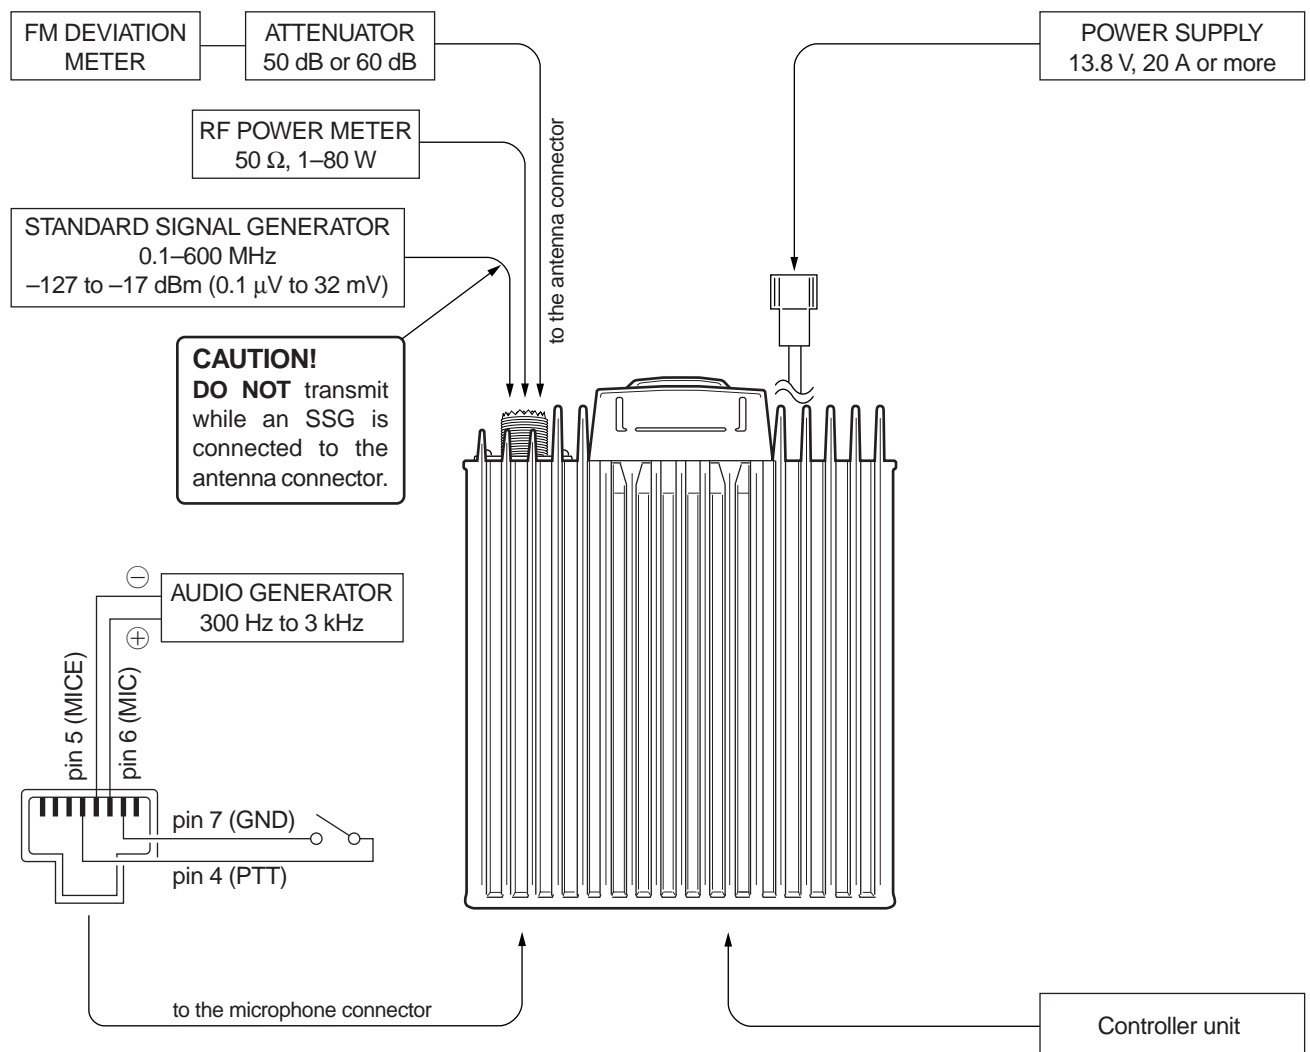 FM DEVIATION
METER
ATTENUATOR
50 dB or 60 dB
POWER SUPPLY
13.8 V, 20 A or more
RF POWER METER
50 Ω, 1–80 W
to the antenna connector
STANDARD SIGNAL GENERATOR
0.1–600 MHz
–127 to –17 dBm (0.1 µV to 32 mV)
CAUTION!
DO NOT transmit
while an SSG is
connected to the
antenna connector.
AUDIO GENERATOR
300 Hz to 3 kHz
pin 5 (MICE)
pin 6 (MIC)
pin 7 (GND)
pin 4 (PTT)
to the microphone connector
Controller unit